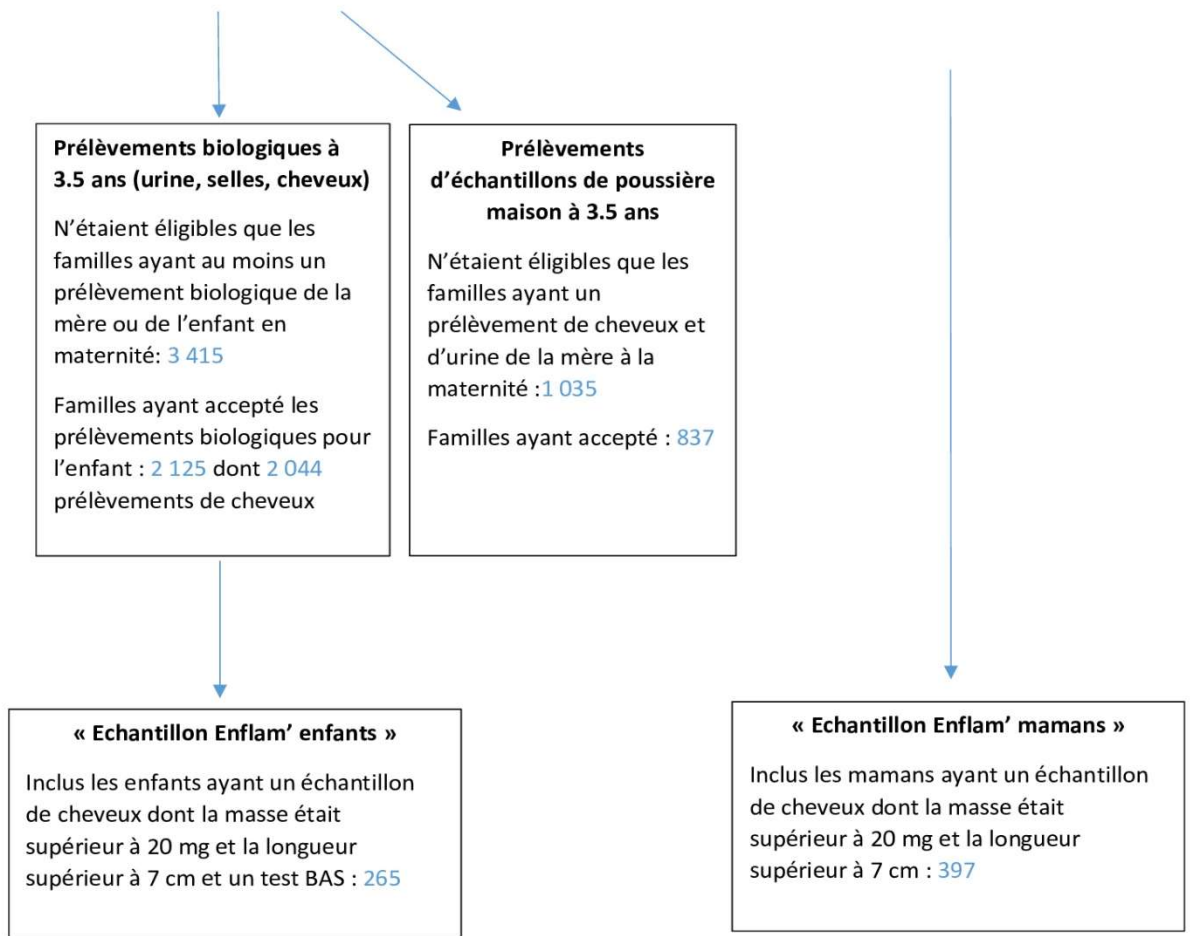 Prélèvements biologiques à
3.5 ans (urine, selles, cheveux)
N'étaient éligibles que les
familles ayant au moins un
prélèvement biologique de la
mère ou de l'enfant en
maternité: 3 415
Familles ayant accepté les
prélèvements biologiques pour
l'enfant : 2 125 dont 2 044
prélèvements de cheveux
Prélèvements
d'échantillons de poussière
maison à 3.5 ans
N'étaient éligibles que les
familles ayant un
prélèvement de cheveux et
d'urine de la mère à la
maternité :1 035
Familles ayant accepté : 837
« Echantillon Enflam' enfants »
Inclus les enfants ayant un échantillon
de cheveux dont la masse était
supérieur à 20 mg et la longueur
supérieur à 7 cm et un test BAS : 265
« Echantillon Enflam' mamans »
Inclus les mamans ayant un échantillon
de cheveux dont la masse était
supérieur à 20 mg et la longueur
supérieur à 7 cm : 397